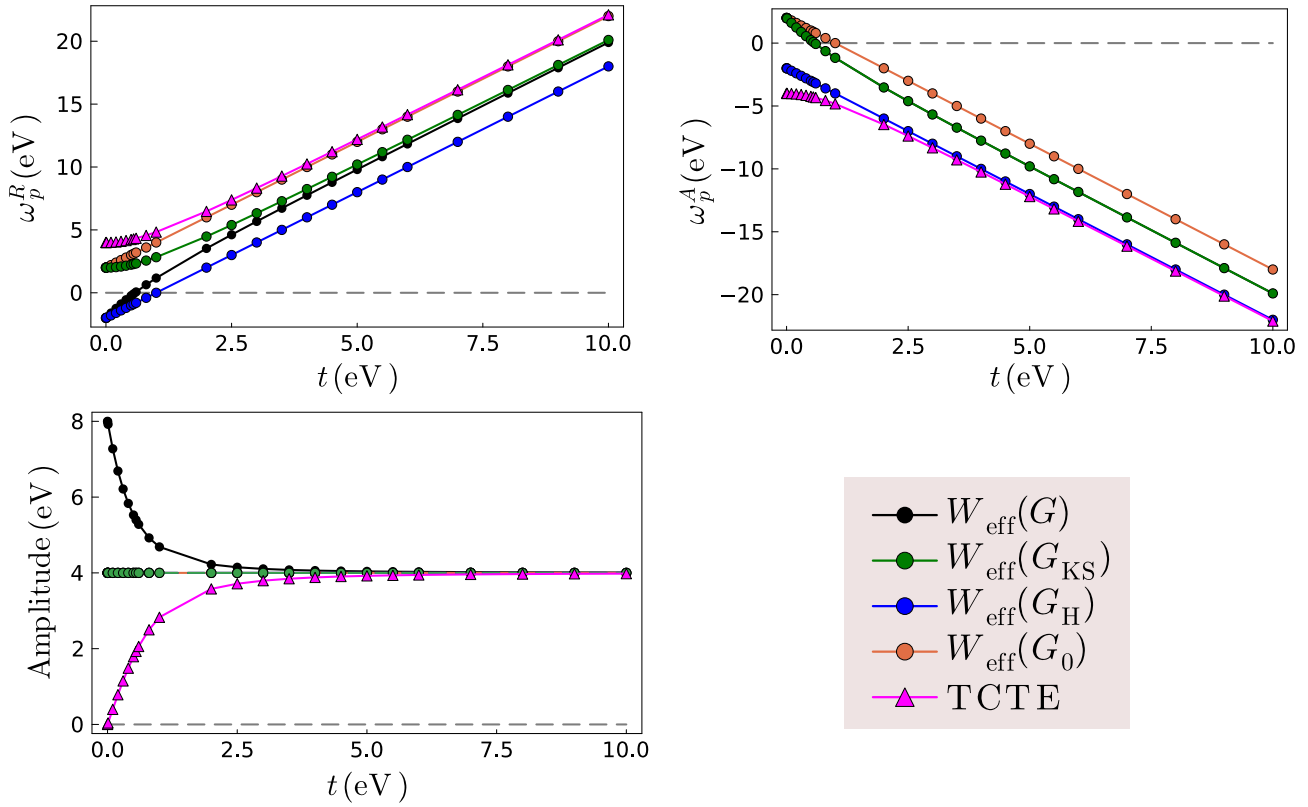 20
15
10
5
0
ω_p^R (eV)
0.0 2.5 5.0 7.5 10.0
t (eV)
0
−5
−10
−15
−20
ω_p^A (eV)
0.0 2.5 5.0 7.5 10.0
t (eV)
8
6
4
2
0
Amplitude (eV)
0.0 2.5 5.0 7.5 10.0
t (eV)
W_eff(G)
W_eff(G_KS)
W_eff(G_H)
W_eff(G_0)
TCTE